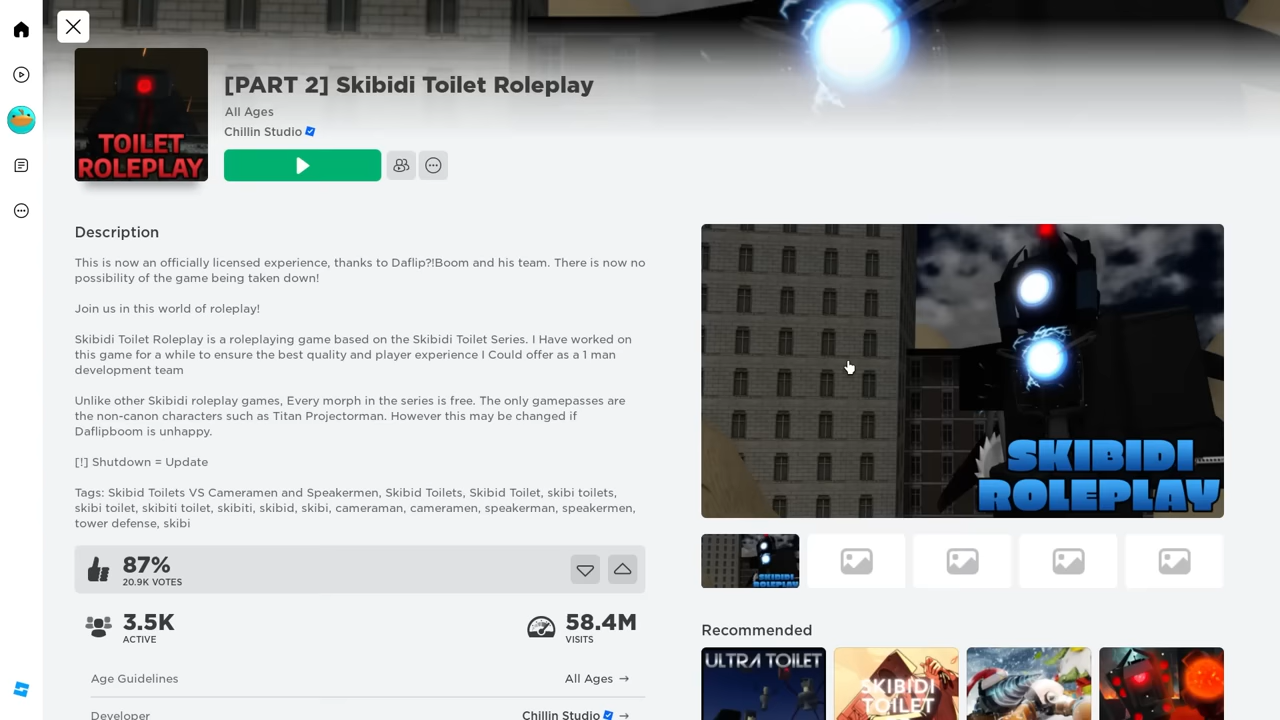 [PART 2] Skibidi Toilet Roleplay
All Ages
Chillin Studio
TOILET
ROLEPLAY
Description
This is now an officially licensed experience, thanks to Daflip?!Boom and his team. There is now no
possibility of the game being taken down!
Join us in this world of roleplay!
Skibidi Toilet Roleplay is a roleplaying game based on the Skibidi Toilet Series. I Have worked on
this game for a while to ensure the best quality and player experience I Could offer as a 1 man
development team
Unlike other Skibidi roleplay games, Every morph in the series is free. The only gamepasses are
the non-canon characters such as Titan Projectorman. However this may be changed if
Daflipboom is unhappy.
[!] Shutdown = Update
Tags: Skibid Toilets VS Cameramen and Speakermen, Skibid Toilets, Skibid Toilet, skibi toilets,
skibi toilet, skibiti toilet, skibiti, skibid, skibi, cameraman, cameramen, speakerman, speakermen,
tower defense, skibi
87%
20.9K VOTES
3.5K
ACTIVE
58.4M
VISITS
Age Guidelines
All Ages →
Developer
Chillin Studio →
SKIBIDI
ROLEPLAY
SKIBIDI
ROLEPLAY
Recommended
ULTRA TOILET
SKIBIDI
TOILET